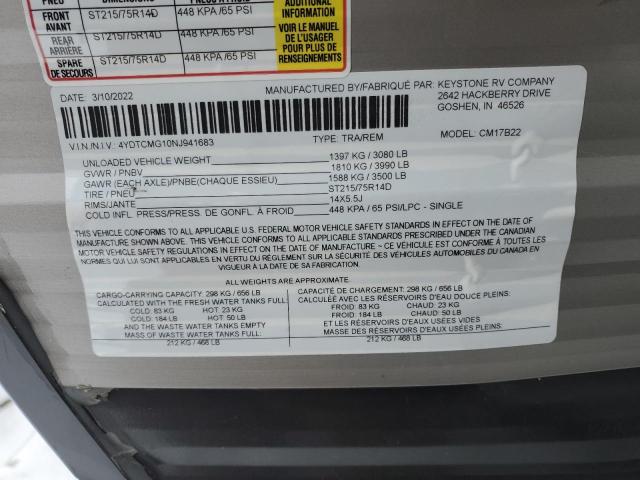 PNEU DIMENSIONS PNEUS À FROID
FRONT AVANT ST215/75R14D 448 KPA /65 PSI
REAR ARRIÈRE ST215/75R14D 448 KPA /65 PSI
SPARE DE SECOURS ST215/75R14D 448 KPA /65 PSI
ADDITIONAL
INFORMATION
VOIR LE MANUEL
DE L'USAGER
POUR PLUS DE
RENSEIGNEMENTS
DATE: 3/10/2022
MANUFACTURED BY/FABRIQUÉ PAR: KEYSTONE RV COMPANY
2642 HACKBERRY DRIVE
GOSHEN, IN 46526
V.I.N./N.I.V.: 4YDTCMG10NJ941683 TYPE: TRA/REM MODEL: CM17B22
UNLOADED VEHICLE WEIGHT: 1397 KG / 3080 LB
GVWR / PNBV 1810 KG / 3990 LB
GAWR (EACH AXLE)/PNBE(CHAQUE ESSIEU) 1588 KG / 3500 LB
TIRE / PNEU ST215/75R14D
RIMS/JANTE 14X5.5J
COLD INFL. PRESS/PRESS. DE GONFL. À FROID: 448 KPA / 65 PSI/LPC - SINGLE
THIS VEHICLE CONFORMS TO ALL APPLICABLE U.S. FEDERAL MOTOR VEHICLE SAFETY STANDARDS IN EFFECT ON THE DATE OF
MANUFACTURE SHOWN ABOVE. THIS VEHICLE CONFORMS TO ALL APPLICABLE STANDARDS PRESCRIBED UNDER THE CANADIAN
MOTOR VEHICLE SAFETY REGULATIONS IN EFFECT ON THE DATE OF MANUFACTURE ~ CE VÉHICULE EST CONFORME À TOUTES LES
NORMES QUI LUI SONT APPLICABLES EN VERTU DU RÈGLEMENT SUR LA SÉCURITÉ DES VÉHICULES AUTOMOBILES DU CANADA EN
VIGUEUR À LA DATE DE SA FABRICATION.
ALL WEIGHTS ARE APPROXIMATE.
CARGO-CARRYING CAPACITY: 298 KG / 656 LB
CALCULATED WITH THE FRESH WATER TANKS FULL:
COLD: 83 KG HOT: 23 KG
COLD: 184 LB HOT: 50 LB
AND THE WASTE WATER TANKS EMPTY
MASS OF WASTE WATER TANKS FULL:
212 KG / 468 LB
CAPACITÉ DE CHARGEMENT: 298 KG / 656 LB
CALCULÉE AVEC LES RÉSERVOIRS D'EAU DOUCE PLEINS:
FROID: 83 KG CHAUD: 23 KG
FROID: 184 LB CHAUD: 50 LB
ET LES RÉSERVOIRS D'EAUX USÉES VIDES
MASSE DES RÉSERVOIRS D'EAUX USÉES PLEINS:
212 KG / 468 LB